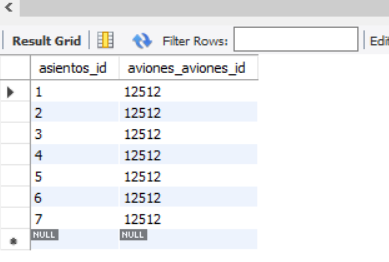 Result Grid Filter Rows: Edi
asientos_id aviones_aviones_id
1 12512
2 12512
3 12512
4 12512
5 12512
6 12512
7 12512
NULL NULL